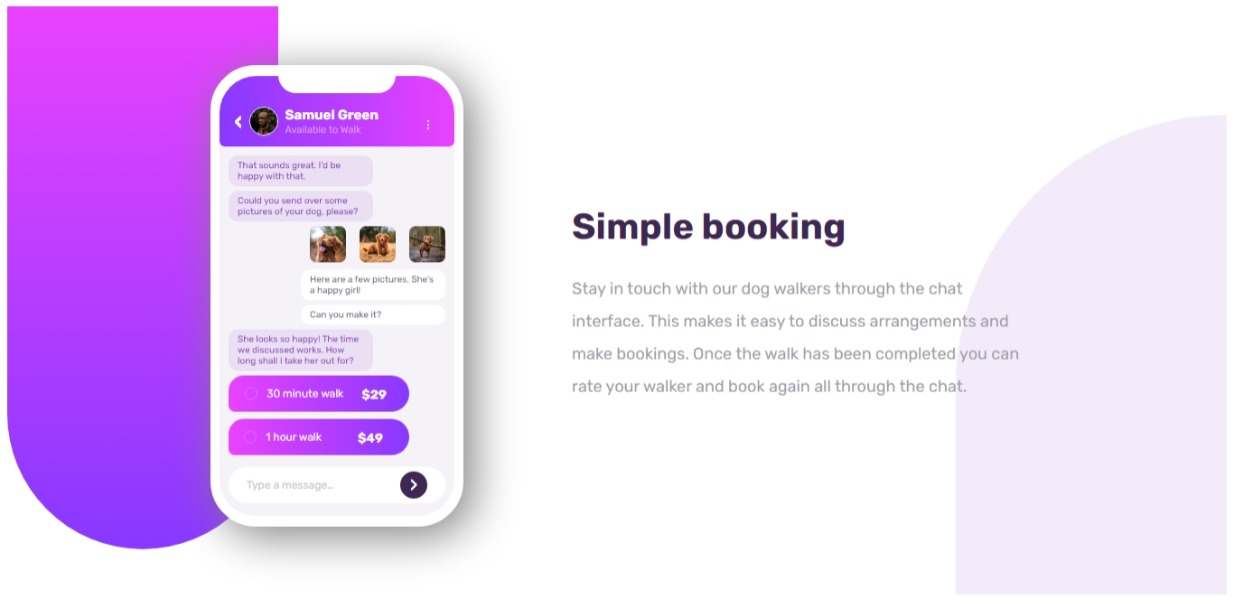 Samuel Green
Available to Walk
That sounds great. I'd be
happy with that.
Could you send over some
pictures of your dog, please?
Here are a few pictures. She's
a happy girl!
Can you make it?
She looks so happy! The time
we discussed works. How
long shall I take her out for?
30 minute walk $29
1 hour walk $49
Type a message…
Simple booking
Stay in touch with our dog walkers through the chat
interface. This makes it easy to discuss arrangements and
make bookings. Once the walk has been completed you can
rate your walker and book again all through the chat.